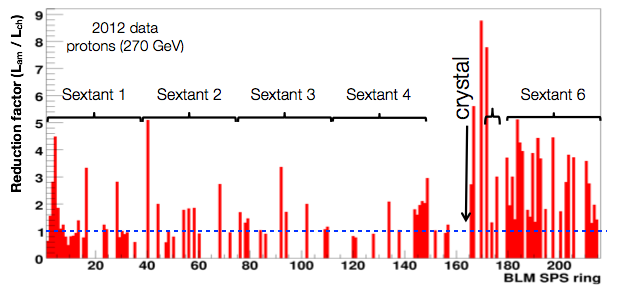 2012 data
protons (270 GeV)
Reduction factor (Lam / Lch)
9
8
7
6
5
4
3
2
1
0
Sextant 1
Sextant 2
Sextant 3
Sextant 4
crystal
Sextant 6
20
40
60
80
100
120
140
160
180
200
BLM SPS ring